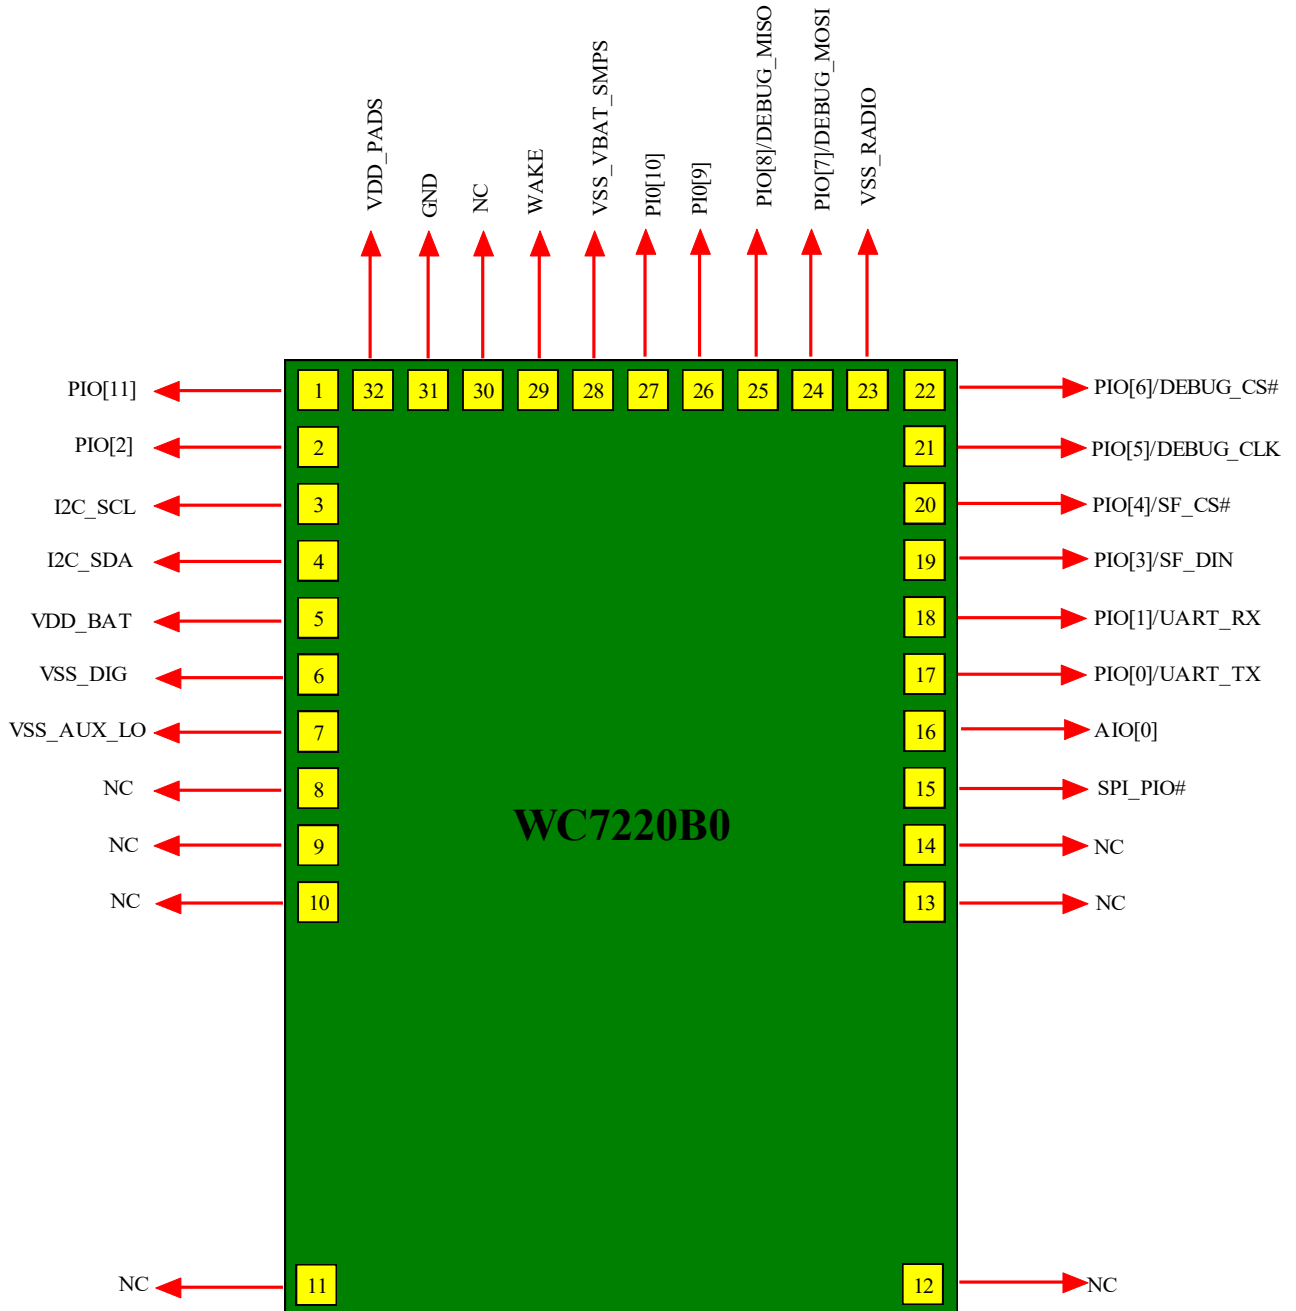 VDD_PADS
GND
NC
WAKE
VSS_VBAT_SMPS
PI0[10]
PI0[9]
PIO[8]/DEBUG_MISO
PIO[7]/DEBUG_MOSI
VSS_RADIO
PIO[11] 1 32 31 30 29 28 27 26 25 24 23 22 PIO[6]/DEBUG_CS#
PIO[2] 2 21 PIO[5]/DEBUG_CLK
I2C_SCL 3 20 PIO[4]/SF_CS#
I2C_SDA 4 19 PIO[3]/SF_DIN
VDD_BAT 5 18 PIO[1]/UART_RX
VSS_DIG 6 17 PIO[0]/UART_TX
VSS_AUX_LO 7 16 AIO[0]
NC 8 15 SPI_PIO#
WC7220B0
NC 9 14 NC
NC 10 13 NC
NC 11 12 NC